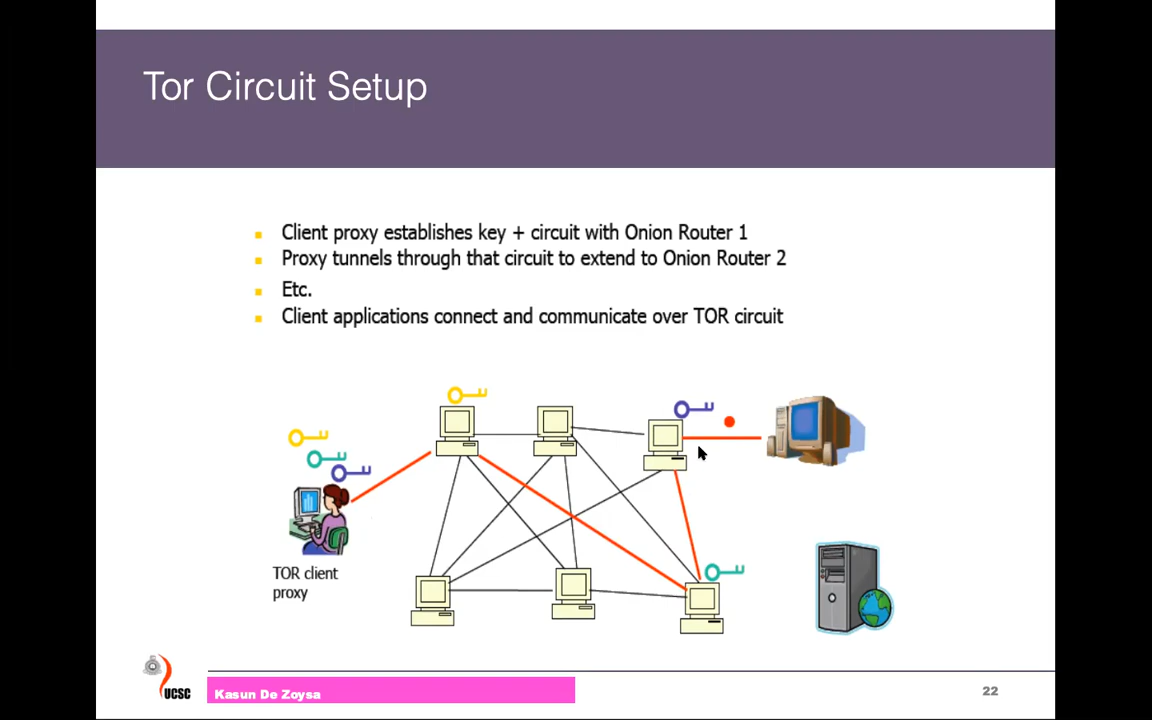 Tor Circuit Setup
Client proxy establishes key + circuit with Onion Router 1
Proxy tunnels through that circuit to extend to Onion Router 2
Etc.
Client applications connect and communicate over TOR circuit
TOR client
proxy
UCSC
Kasun De Zoysa
22